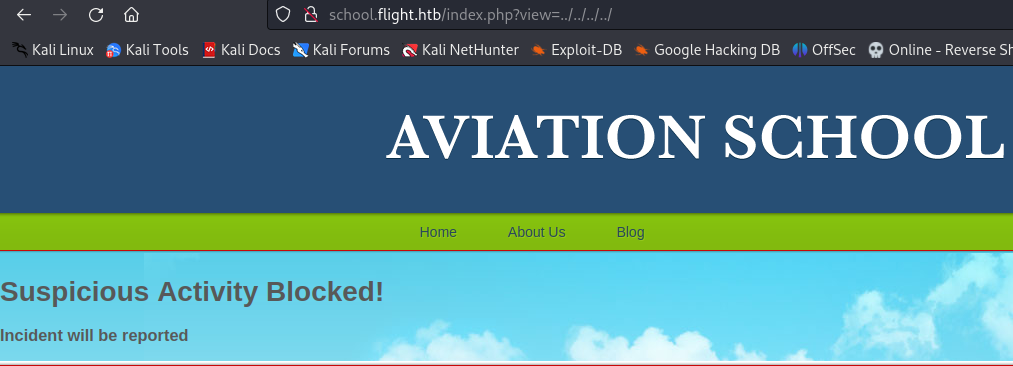 school.flight.htb/index.php?view=../../../../
Kali Linux Kali Tools Kali Docs Kali Forums Kali NetHunter Exploit-DB Google Hacking DB OffSec Online - Reverse Sh
AVIATION SCHOOL
Home About Us Blog
Suspicious Activity Blocked!
Incident will be reported